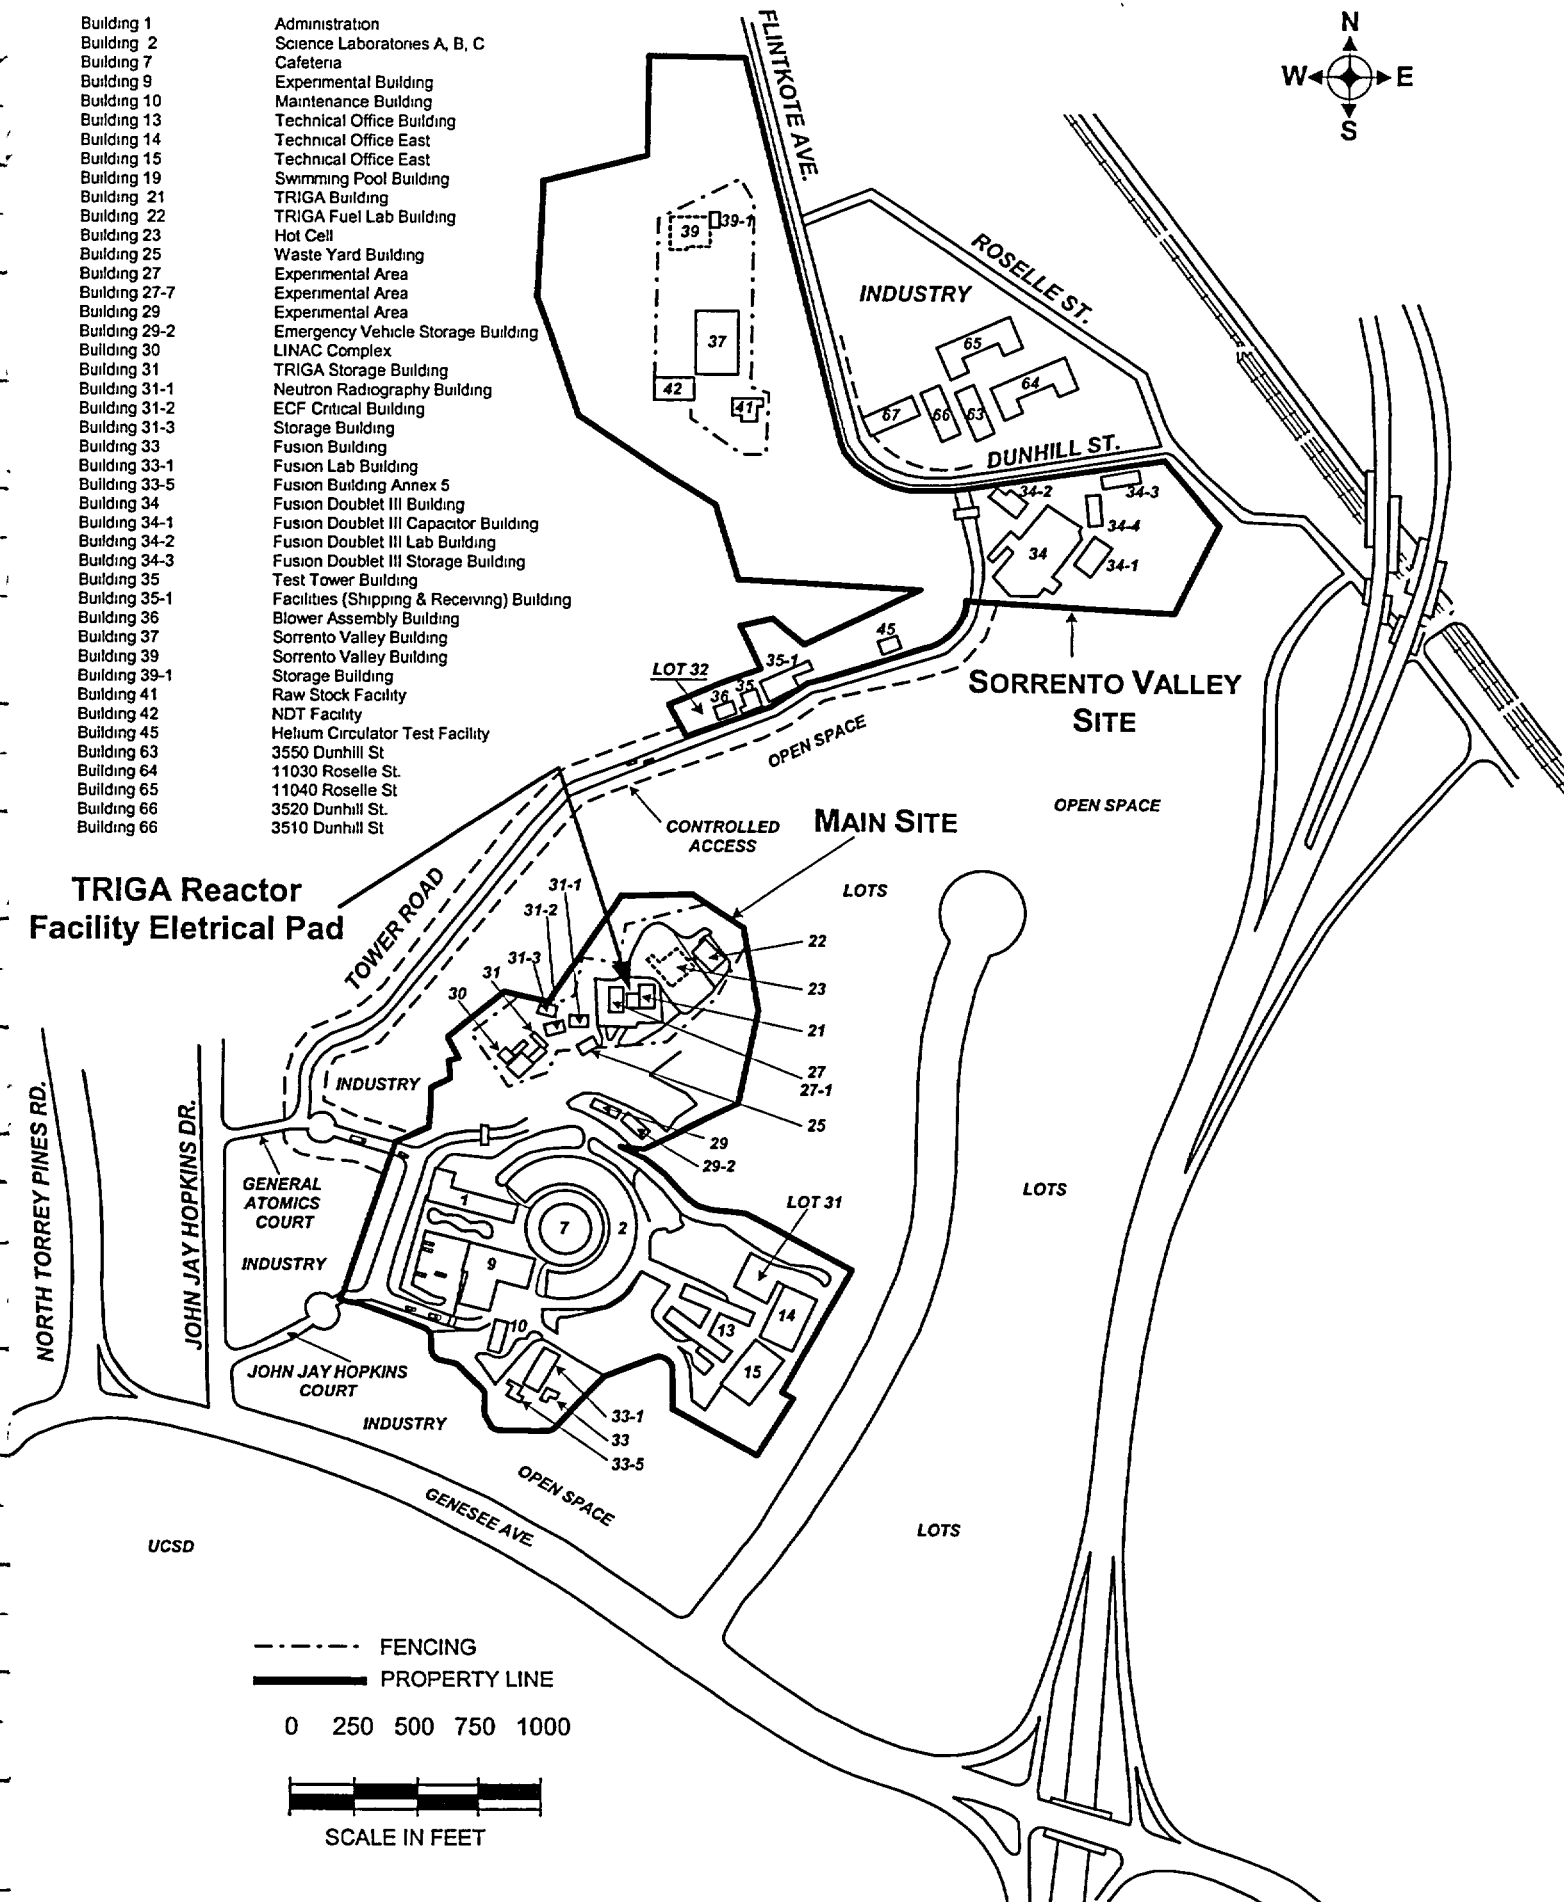 Building 1 Administration
Building 2 Science Laboratories A, B, C
Building 7 Cafeteria
Building 9 Experimental Building
Building 10 Maintenance Building
Building 13 Technical Office Building
Building 14 Technical Office East
Building 15 Technical Office East
Building 19 Swimming Pool Building
Building 21 TRIGA Building
Building 22 TRIGA Fuel Lab Building
Building 23 Hot Cell
Building 25 Waste Yard Building
Building 27 Experimental Area
Building 27-7 Experimental Area
Building 29 Experimental Area
Building 29-2 Emergency Vehicle Storage Building
Building 30 LINAC Complex
Building 31 TRIGA Storage Building
Building 31-1 Neutron Radiography Building
Building 31-2 ECF Critical Building
Building 31-3 Storage Building
Building 33 Fusion Building
Building 33-1 Fusion Lab Building
Building 33-5 Fusion Building Annex 5
Building 34 Fusion Doublet III Building
Building 34-1 Fusion Doublet III Capacitor Building
Building 34-2 Fusion Doublet III Lab Building
Building 34-3 Fusion Doublet III Storage Building
Building 35 Test Tower Building
Building 35-1 Facilities (Shipping & Receiving) Building
Building 36 Blower Assembly Building
Building 37 Sorrento Valley Building
Building 39 Sorrento Valley Building
Building 39-1 Storage Building
Building 41 Raw Stock Facility
Building 42 NDT Facility
Building 45 Helium Circulator Test Facility
Building 63 3550 Dunhill St
Building 64 11030 Roselle St.
Building 65 11040 Roselle St
Building 66 3520 Dunhill St.
Building 66 3510 Dunhill St
N
W E
S
FLINTKOTE AVE.
ROSELLE ST.
INDUSTRY
39
39-1
37
42
41
65
64
67
66
63
DUNHILL ST.
34-2
34-3
34-4
34
34-1
45
35-1
LOT 32
36
35
SORRENTO VALLEY
SITE
OPEN SPACE
OPEN SPACE
CONTROLLED
ACCESS
MAIN SITE
LOTS
TRIGA Reactor
Facility Eletrical Pad
TOWER ROAD
31-1
31-2
31-3
31
30
22
23
21
27
27-1
25
29
29-2
INDUSTRY
NORTH TORREY PINES RD.
JOHN JAY HOPKINS DR.
GENERAL
ATOMICS
COURT
INDUSTRY
1
7
2
9
10
LOT 31
LOTS
14
13
15
JOHN JAY HOPKINS
COURT
INDUSTRY
33-1
33
33-5
OPEN SPACE
GENESEE AVE.
UCSD
LOTS
FENCING
PROPERTY LINE
0 250 500 750 1000
SCALE IN FEET